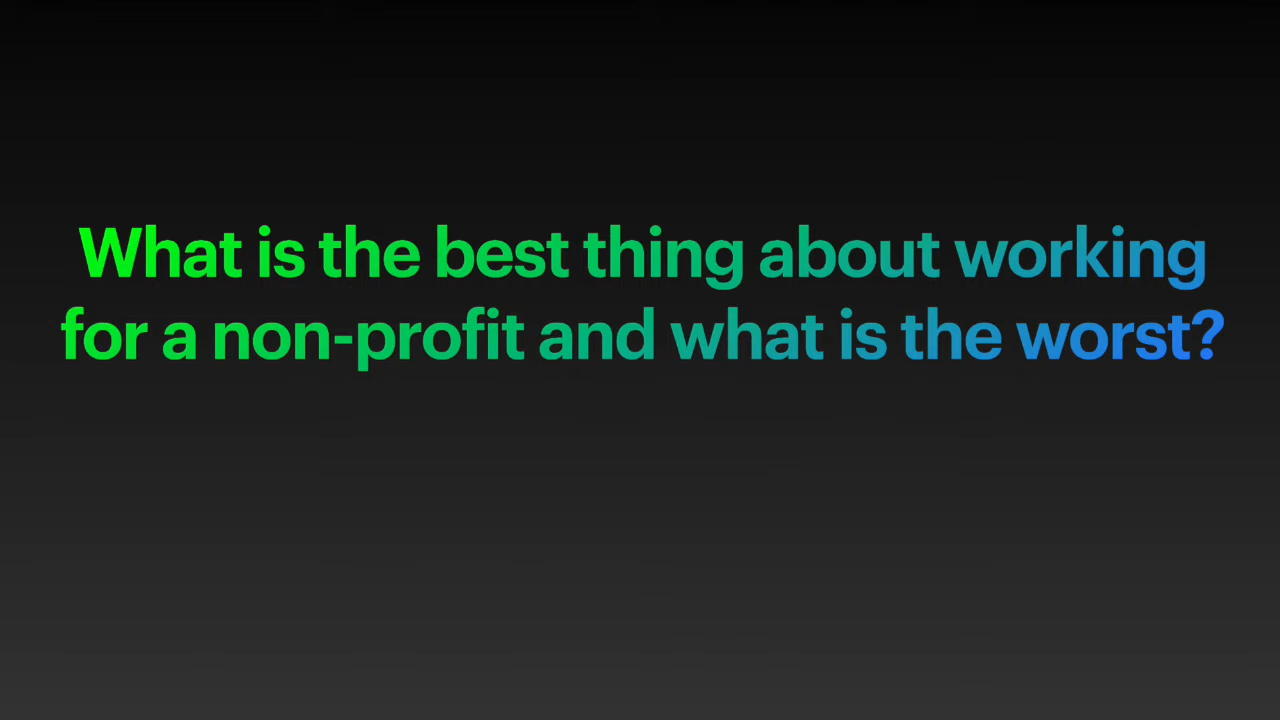 What is the best thing about working
for a non-profit and what is the worst?